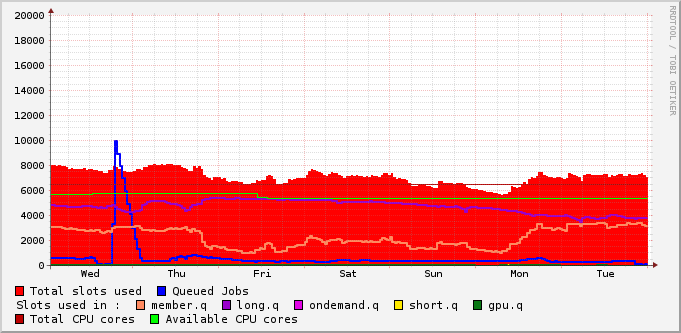 20000
18000
16000
14000
12000
10000
8000
6000
4000
2000
0
Wed Thu Fri Sat Sun Mon Tue
Total slots used Queued Jobs
Slots used in : member.q long.q ondemand.q short.q gpu.q
Total CPU cores Available CPU cores
RRDTOOL / TOBI OETIKER